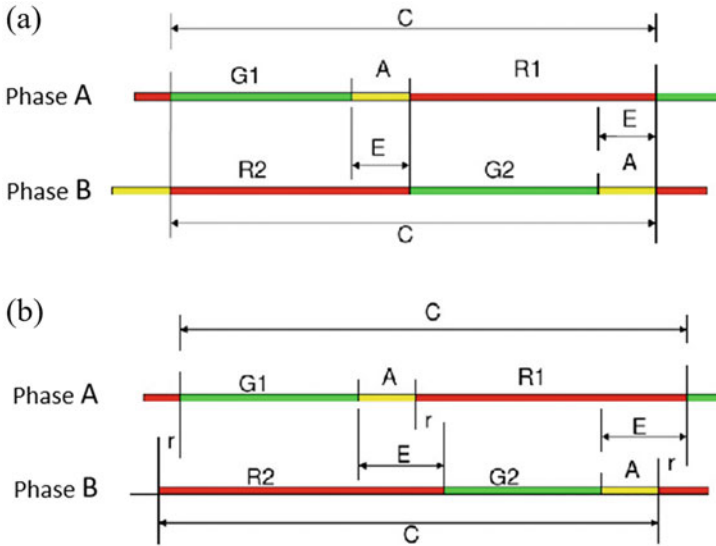 (a)
C
G1 A R1
Phase A
E E
A
R2 G2
Phase B
C
(b)
C
G1 A R1
Phase A
r r E
E
R2 G2 A r
Phase B
C